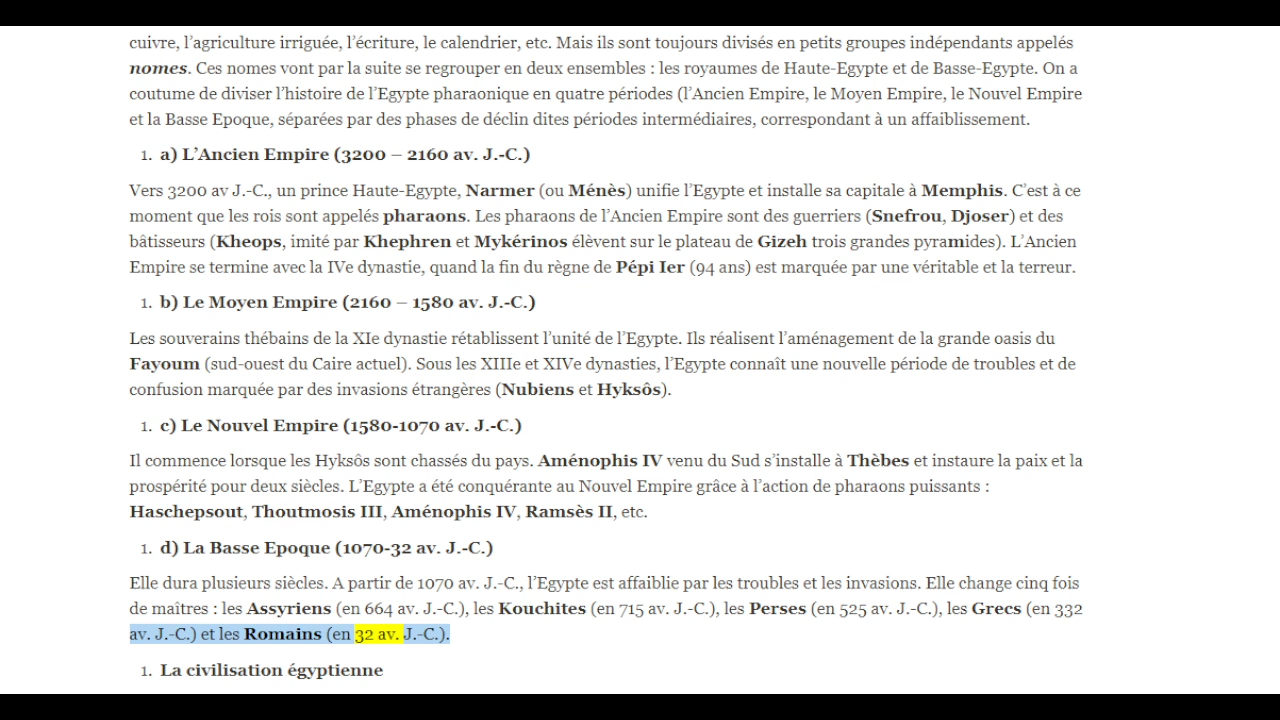 cuivre, l’agriculture irriguée, l’écriture, le calendrier, etc. Mais ils sont toujours divisés en petits groupes indépendants appelés
nomes. Ces nomes vont par la suite se regrouper en deux ensembles : les royaumes de Haute-Egypte et de Basse-Egypte. On a
coutume de diviser l’histoire de l’Egypte pharaonique en quatre périodes (l’Ancien Empire, le Moyen Empire, le Nouvel Empire
et la Basse Epoque, séparées par des phases de déclin dites périodes intermédiaires, correspondant à un affaiblissement.
1. a) L’Ancien Empire (3200 – 2160 av. J.-C.)
Vers 3200 av J.-C., un prince Haute-Egypte, Narmer (ou Ménès) unifie l’Egypte et installe sa capitale à Memphis. C’est à ce
moment que les rois sont appelés pharaons. Les pharaons de l’Ancien Empire sont des guerriers (Snefrou, Djoser) et des
bâtisseurs (Kheops, imité par Khephren et Mykérinos élèvent sur le plateau de Gizeh trois grandes pyramides). L’Ancien
Empire se termine avec la IVe dynastie, quand la fin du règne de Pépi Ier (94 ans) est marquée par une véritable et la terreur.
1. b) Le Moyen Empire (2160 – 1580 av. J.-C.)
Les souverains thébains de la XIe dynastie rétablissent l’unité de l’Egypte. Ils réalisent l’aménagement de la grande oasis du
Fayoum (sud-ouest du Caire actuel). Sous les XIIIe et XIVe dynasties, l’Egypte connaît une nouvelle période de troubles et de
confusion marquée par des invasions étrangères (Nubiens et Hyksôs).
1. c) Le Nouvel Empire (1580-1070 av. J.-C.)
Il commence lorsque les Hyksôs sont chassés du pays. Aménophis IV venu du Sud s’installe à Thèbes et instaure la paix et la
prospérité pour deux siècles. L’Egypte a été conquérante au Nouvel Empire grâce à l’action de pharaons puissants :
Haschepsout, Thoutmosis III, Aménophis IV, Ramsès II, etc.
1. d) La Basse Epoque (1070-32 av. J.-C.)
Elle dura plusieurs siècles. A partir de 1070 av. J.-C., l’Egypte est affaiblie par les troubles et les invasions. Elle change cinq fois
de maîtres : les Assyriens (en 664 av. J.-C.), les Kouchites (en 715 av. J.-C.), les Perses (en 525 av. J.-C.), les Grecs (en 332
av. J.-C.) et les Romains (en 32 av. J.-C.).
1. La civilisation égyptienne